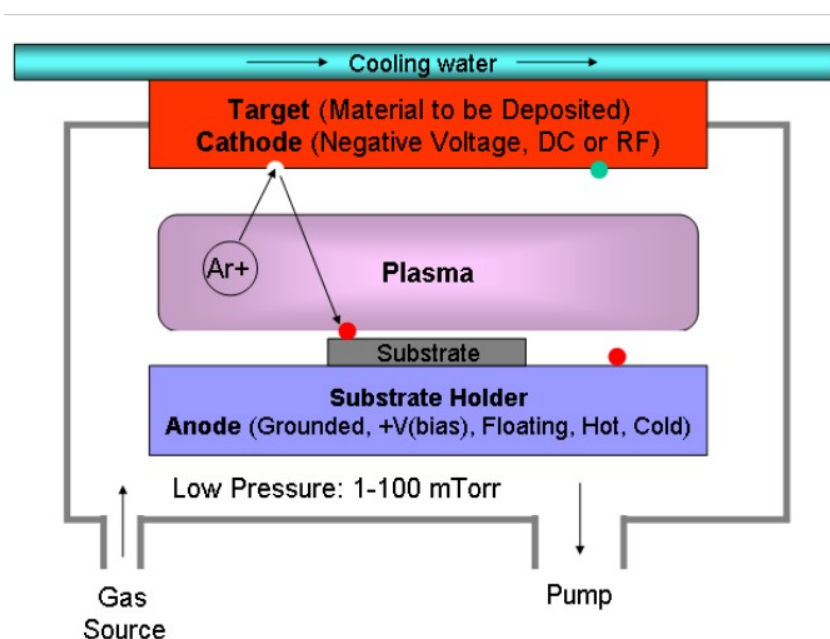 Cooling water
Target (Material to be Deposited)
Cathode (Negative Voltage, DC or RF)
Ar+
Plasma
Substrate
Substrate Holder
Anode (Grounded, +V(bias), Floating, Hot, Cold)
Low Pressure: 1-100 mTorr
Gas
Source
Pump